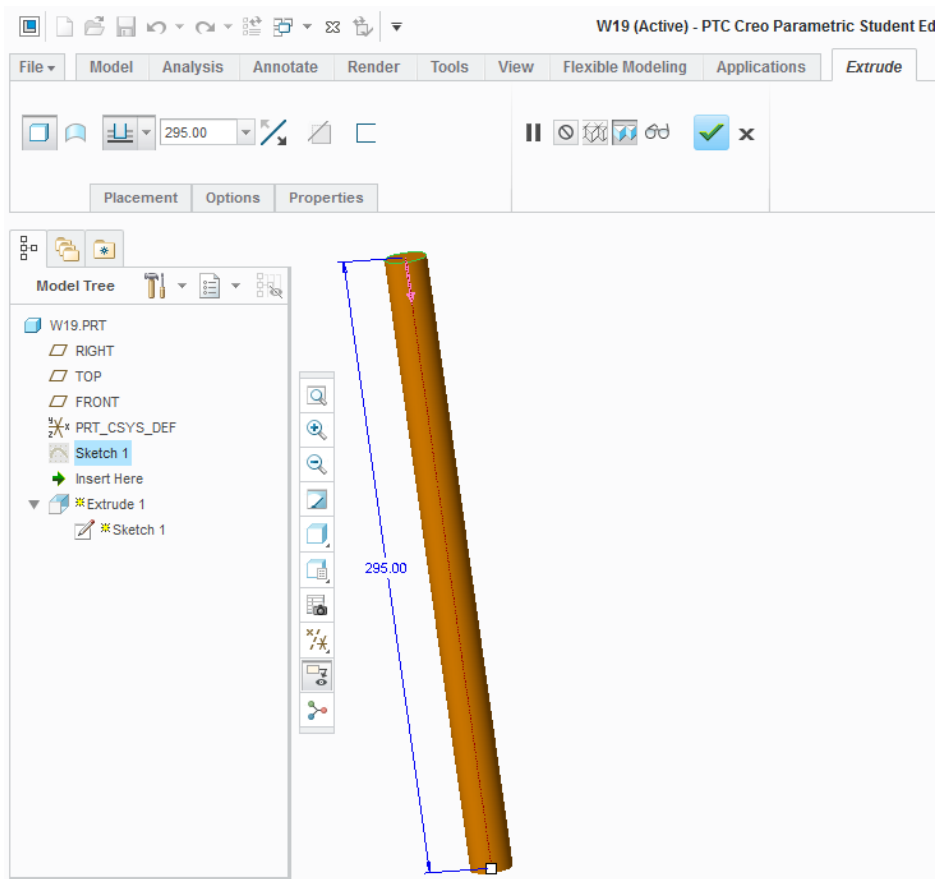 W19 (Active) - PTC Creo Parametric Student Ed
File Model Analysis Annotate Render Tools View Flexible Modeling Applications Extrude
295.00
Placement Options Properties
Model Tree
W19.PRT
RIGHT
TOP
FRONT
PRT_CSYS_DEF
Sketch 1
Insert Here
Extrude 1
Sketch 1
295.00